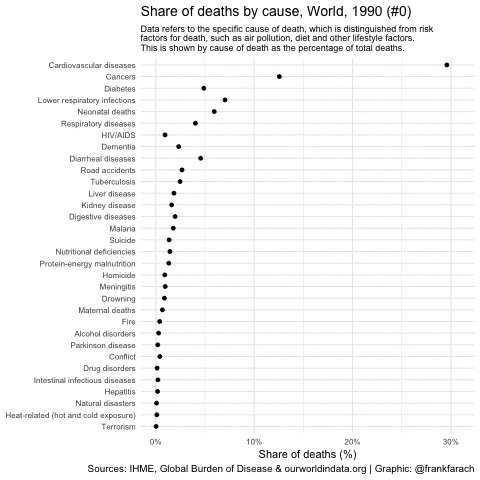 Share of deaths by cause, World, 1990 (#0)
Data refers to the specific cause of death, which is distinguished from risk
factors for death, such as air pollution, diet and other lifestyle factors.
This is shown by cause of death as the percentage of total deaths.
Cardiovascular diseases
Cancers
Diabetes
Lower respiratory infections
Neonatal deaths
Respiratory diseases
HIV/AIDS
Dementia
Diarrheal diseases
Road accidents
Tuberculosis
Liver disease
Kidney disease
Digestive diseases
Malaria
Suicide
Nutritional deficiencies
Protein-energy malnutrition
Homicide
Meningitis
Drowning
Maternal deaths
Fire
Alcohol disorders
Parkinson disease
Conflict
Drug disorders
Intestinal infectious diseases
Hepatitis
Natural disasters
Heat-related (hot and cold exposure)
Terrorism
0% 10% 20% 30%
Share of deaths (%)
Sources: IHME, Global Burden of Disease & ourworldindata.org | Graphic: @frankfarach